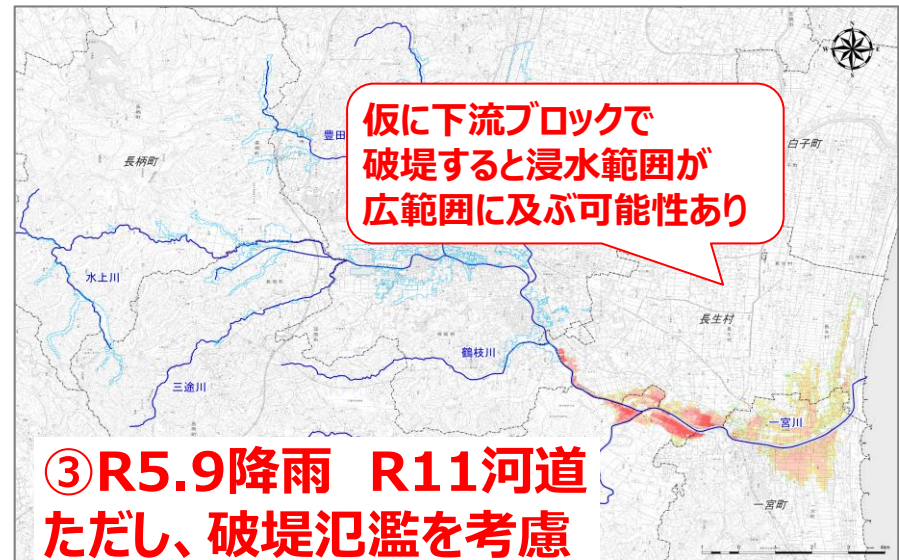 N
E
S
W
仮に下流ブロックで
破堤すると浸水範囲が
広範囲に及ぶ可能性あり
豊田
白子町
長柄町
水上川
長生村
鶴枝川
三途川
一宮川
一宮町
③R5.9降雨 R11河道
ただし、破堤氾濫を考慮